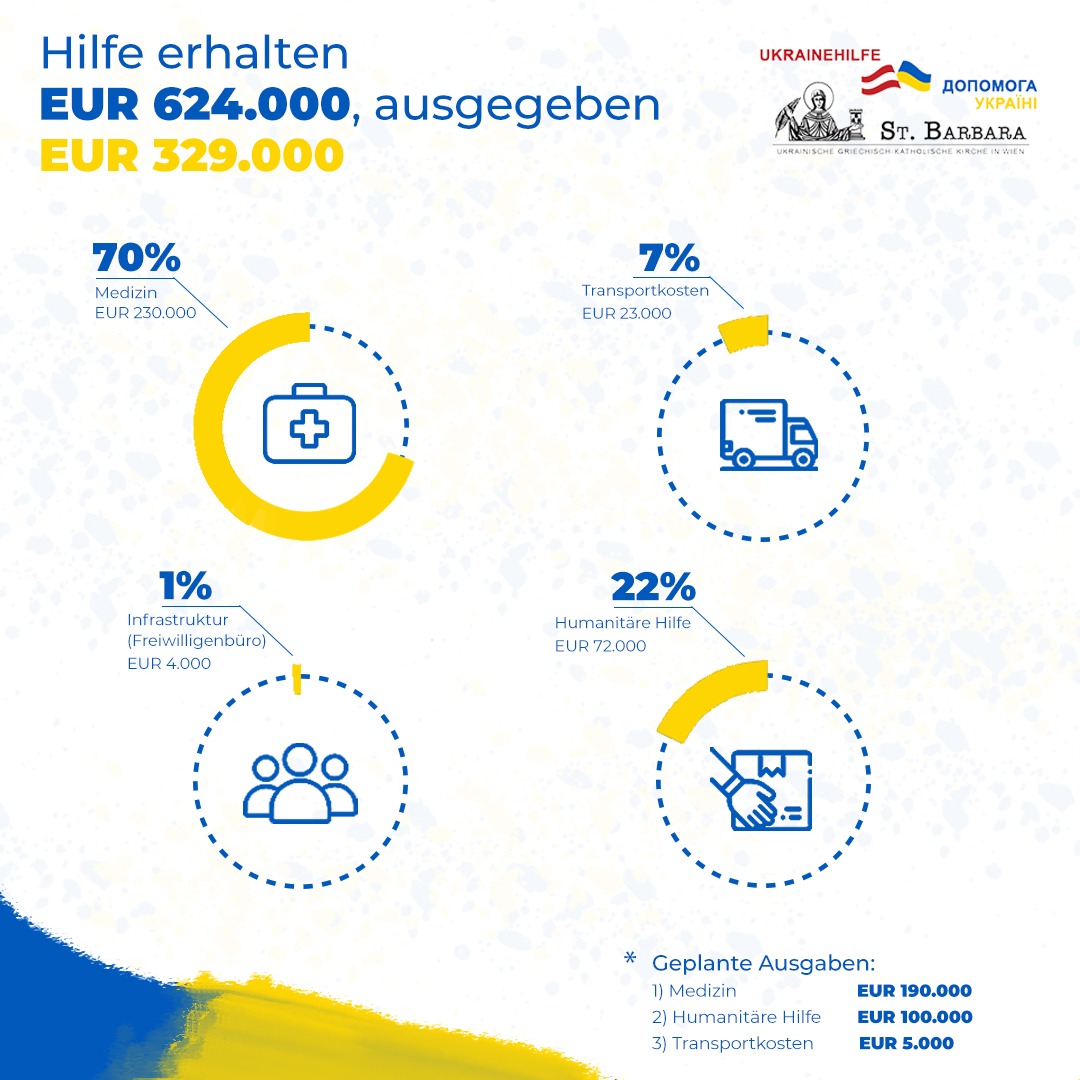 Hilfe erhalten
EUR 624.000, ausgegeben
EUR 329.000
UKRAINEHILFE
ДОПОМОГА
УКРАЇНІ
ST. BARBARA
UKRAINISCHE GRIECHISCH-KATHOLISCHE KIRCHE IN WIEN
70%
Medizin
EUR 230.000
7%
Transportkosten
EUR 23.000
1%
Infrastruktur
(Freiwilligenbüro)
EUR 4.000
22%
Humanitäre Hilfe
EUR 72.000
* Geplante Ausgaben:
1) Medizin EUR 190.000
2) Humanitäre Hilfe EUR 100.000
3) Transportkosten EUR 5.000